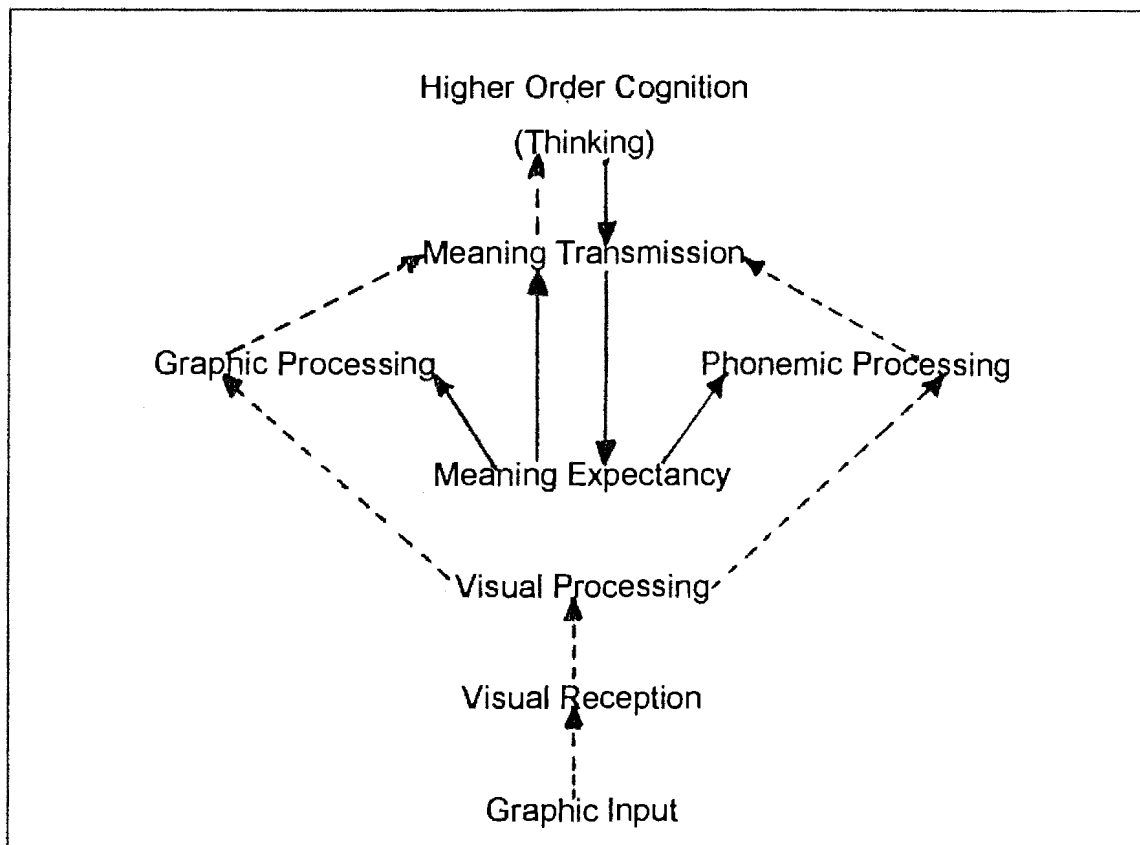 Higher Order Cognition
(Thinking)
Meaning Transmission
Graphic Processing
Phonemic Processing
Meaning Expectancy
Visual Processing
Visual Reception
Graphic Input